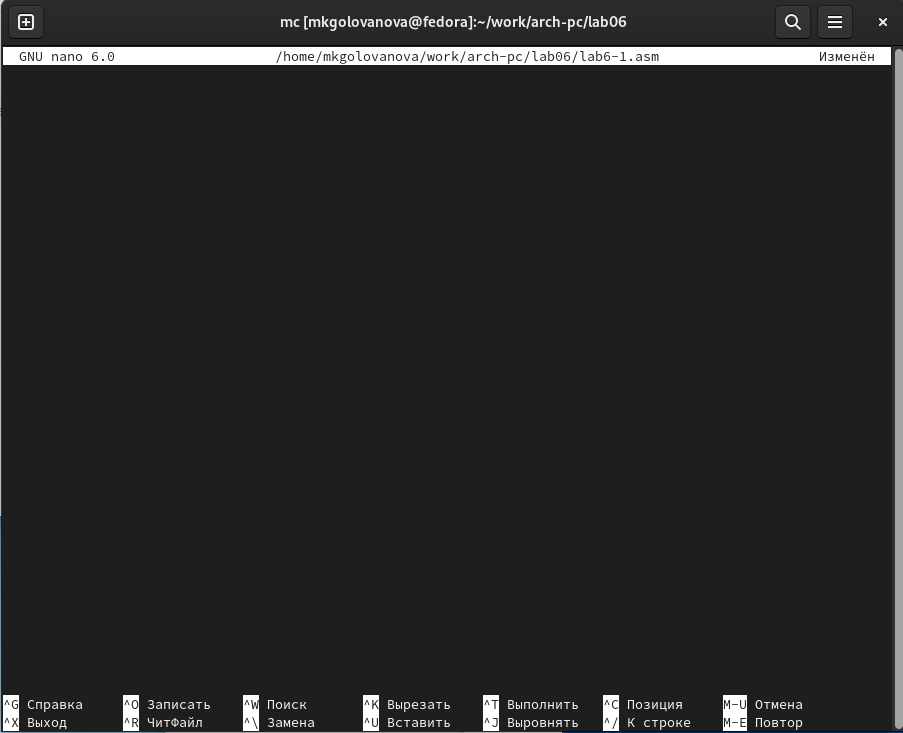 mc [mkgolovanova@fedora]:~/work/arch-pc/lab06
GNU nano 6.0 /home/mkgolovanova/work/arch-pc/lab06/lab6-1.asm Изменён
^G Справка ^O Записать ^W Поиск ^K Вырезать ^T Выполнить ^C Позиция M-U Отмена
^X Выход ^R ЧитФайл ^\ Замена ^U Вставить ^J Выровнять ^/ К строке M-E Повтор